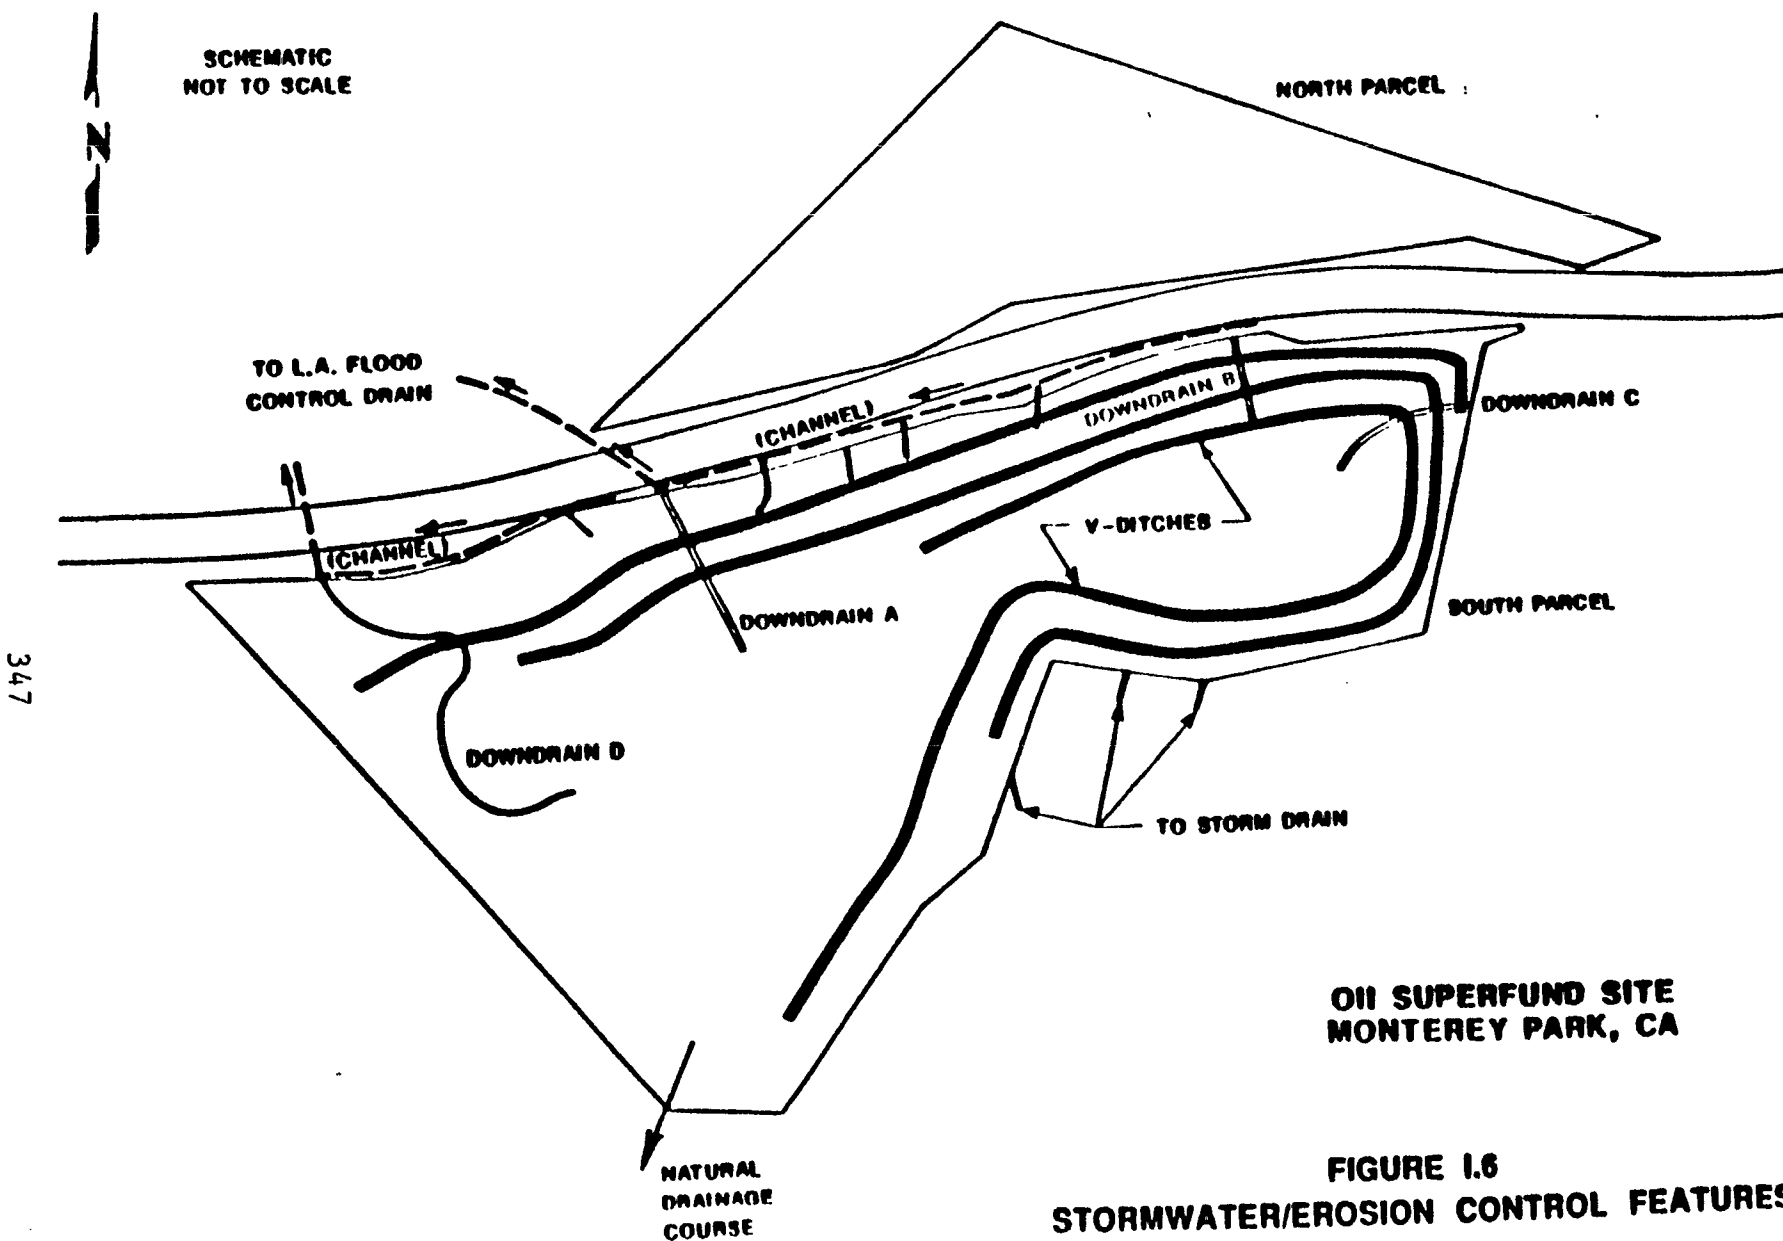 SCHEMATIC
NOT TO SCALE
N
NORTH PARCEL
TO L.A. FLOOD
CONTROL DRAIN
(CHANNEL)
DOWNDRAIN B
DOWNDRAIN C
V-DITCHES
(CHANNEL)
DOWNDRAIN A
SOUTH PARCEL
347
DOWNDRAIN D
TO STORM DRAIN
OII SUPERFUND SITE
MONTEREY PARK, CA
NATURAL
DRAINAGE
COURSE
FIGURE I.6
STORMWATER/EROSION CONTROL FEATURES